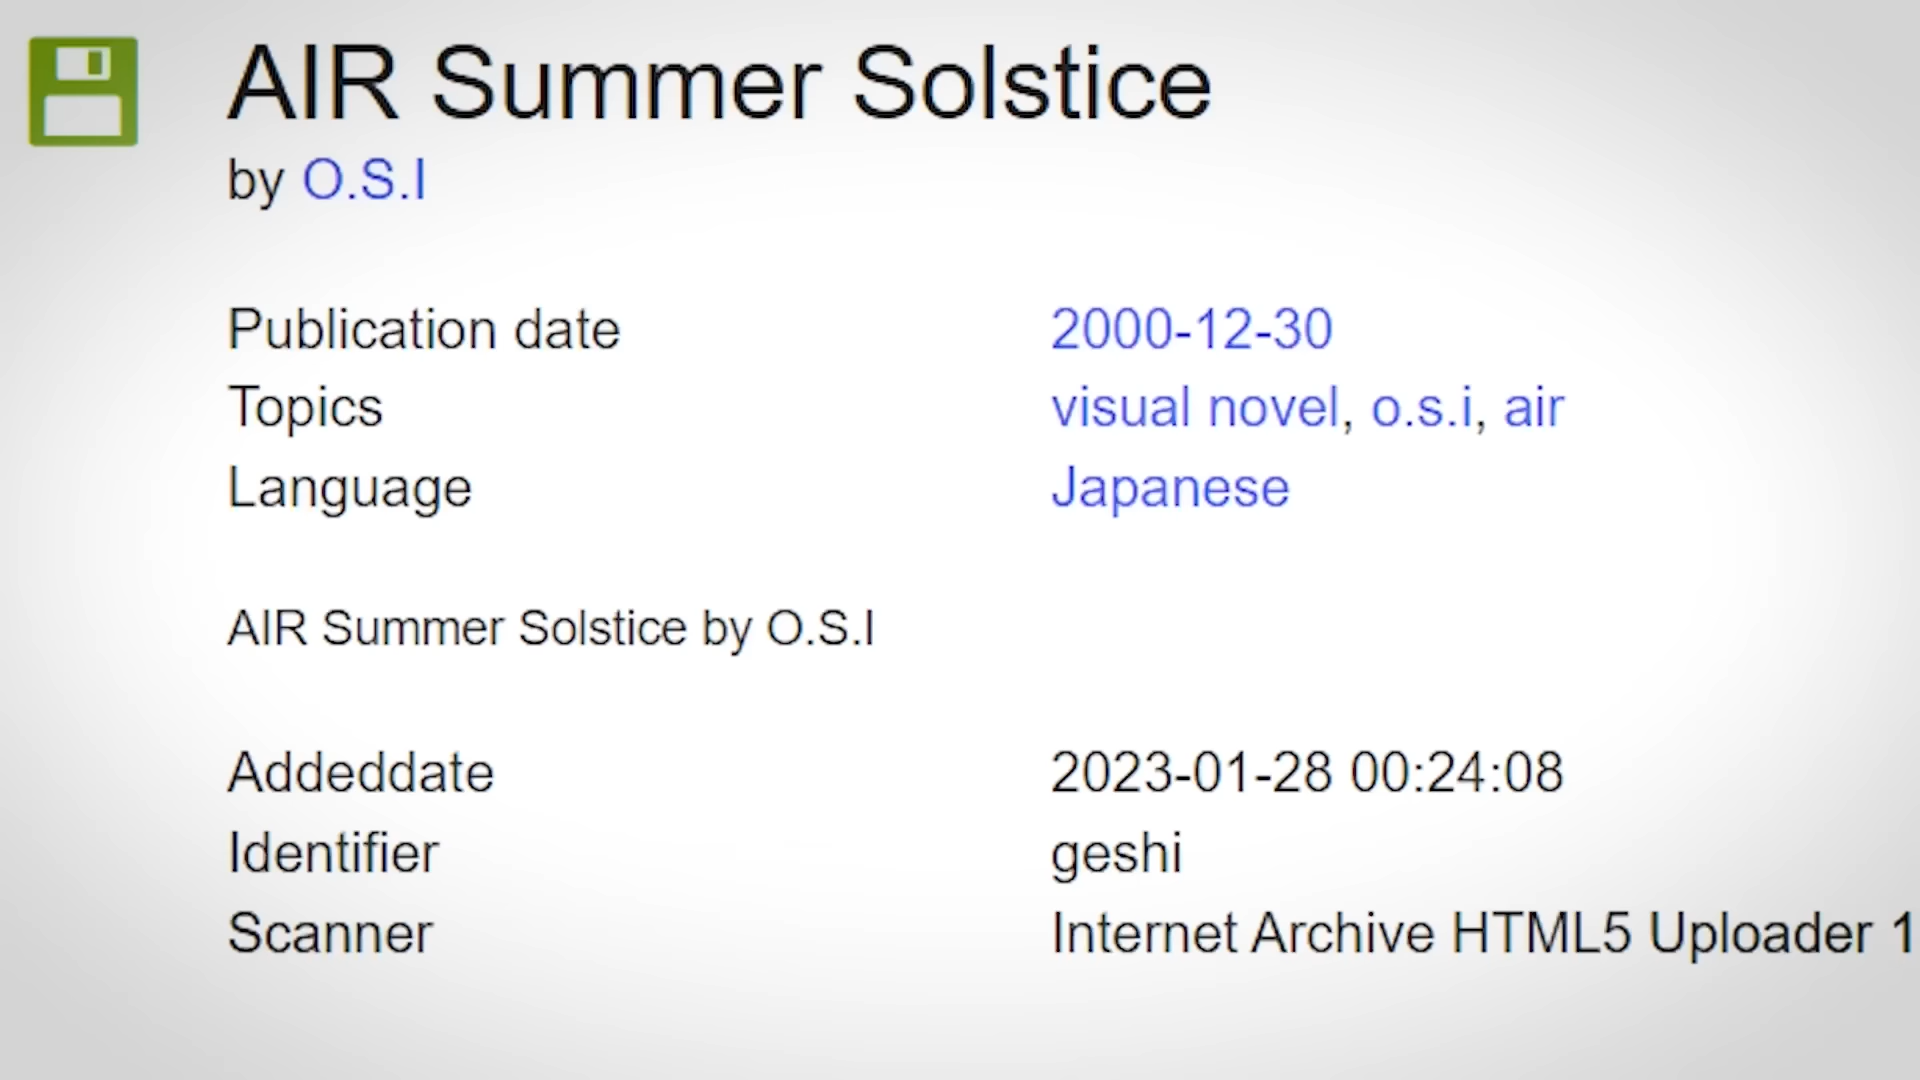 AIR Summer Solstice
by O.S.I
Publication date 2000-12-30
Topics visual novel, o.s.i, air
Language Japanese
AIR Summer Solstice by O.S.I
Addeddate 2023-01-28 00:24:08
Identifier geshi
Scanner Internet Archive HTML5 Uploader 1